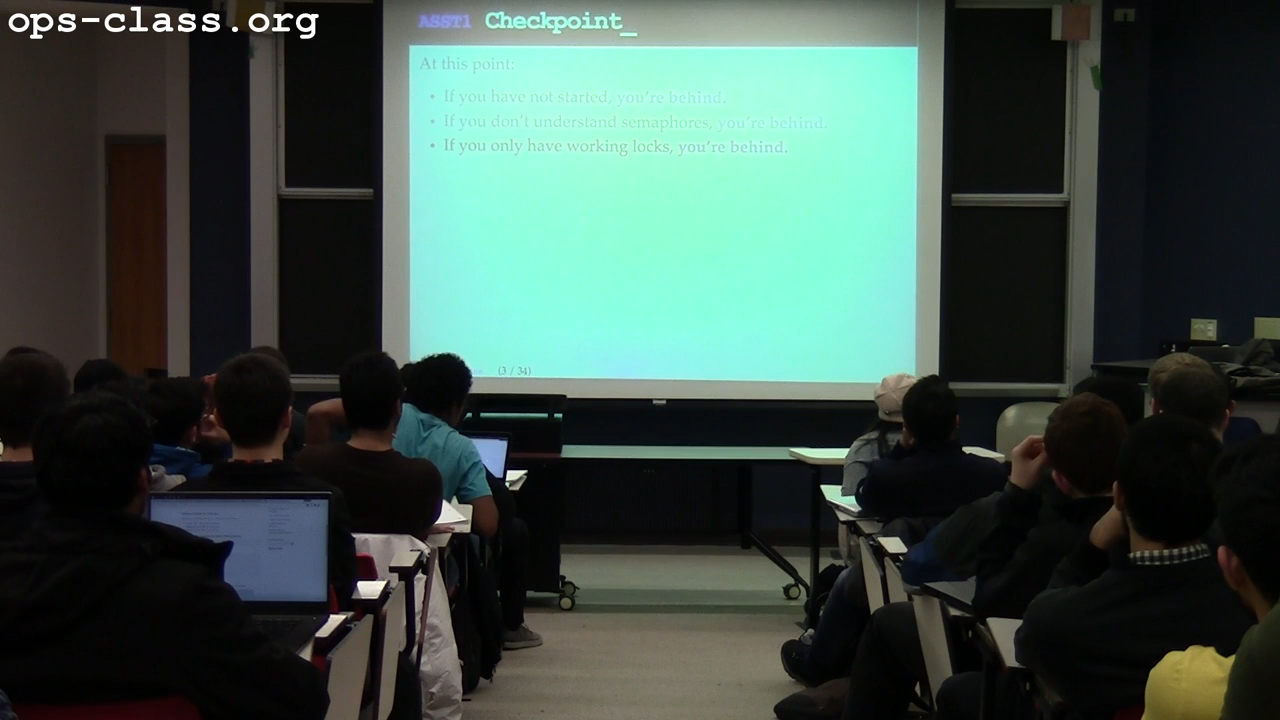 ops-class.org
ASST1 Checkpoint_
At this point:
• If you have not started, you're behind.
• If you don't understand semaphores, you're behind.
• If you only have working locks, you're behind.
(3 / 34)